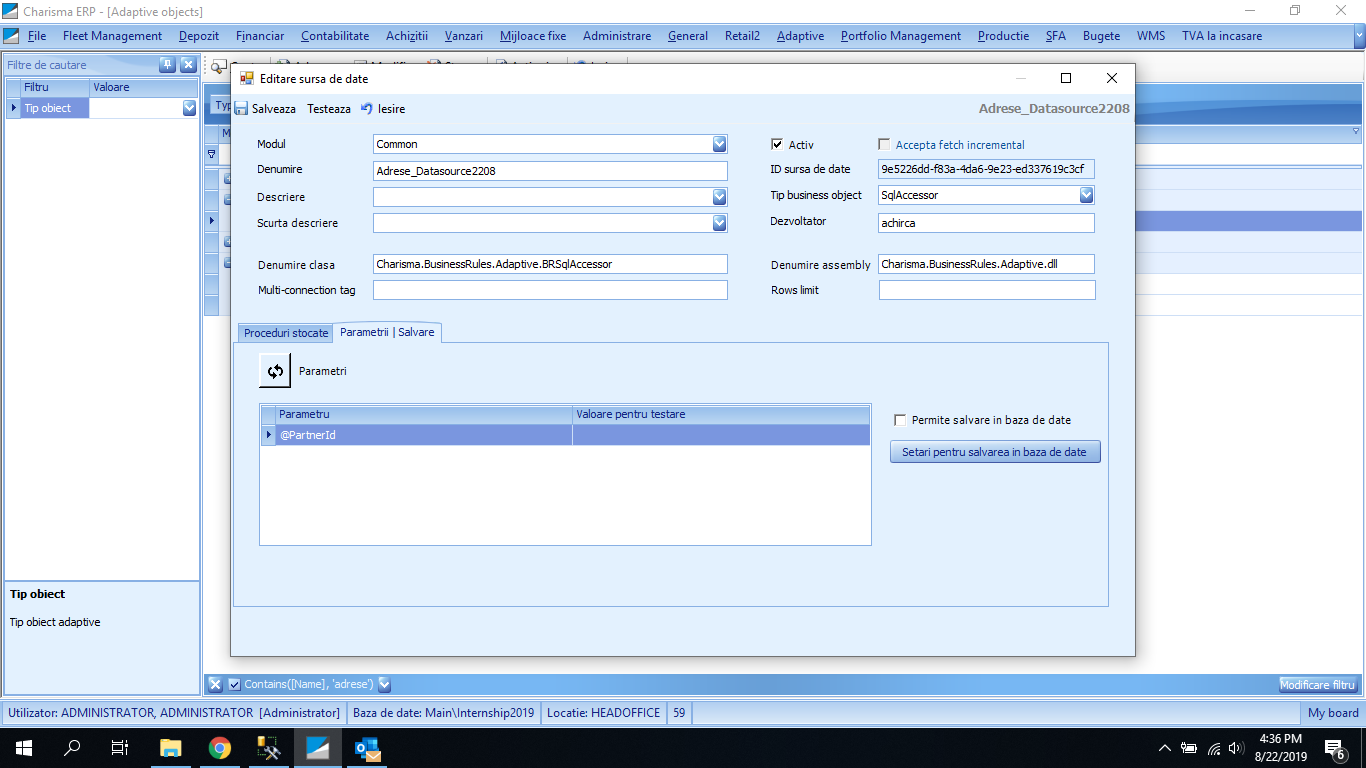 Charisma ERP - [Adaptive objects]
File Fleet Management Depozit Financiar Contabilitate Achizitii Vanzari Mijloace fixe Administrare General Retail2 Adaptive Portfolio Management Productie SFA Bugete WMS TVA la incasare
Filtre de cautare
Filtru Valoare
Tip obiect
Editare sursa de date
Salveaza Testeaza Iesire Adrese_Datasource2208
Modul Common Activ Accepta fetch incremental
Denumire Adrese_Datasource2208 ID sursa de date 9e5226dd-f83a-4da6-9e23-ed337619c3cf
Descriere Tip business object SqlAccessor
Scurta descriere Dezvoltator achirca
Denumire clasa Charisma.BusinessRules.Adaptive.BRSqlAccessor Denumire assembly Charisma.BusinessRules.Adaptive.dll
Multi-connection tag Rows limit
Proceduri stocate Parametrii | Salvare
Parametri
Parametru Valoare pentru testare
@PartnerId
Permite salvare in baza de date
Setari pentru salvarea in baza de date
Tip obiect
Tip obiect adaptive
Contains([Name], 'adrese') Modificare filtru
Utilizator: ADMINISTRATOR, ADMINISTRATOR [Administrator] Baza de date: Main\Internship2019 Locatie: HEADOFFICE 59 My board
4:36 PM
8/22/2019
6